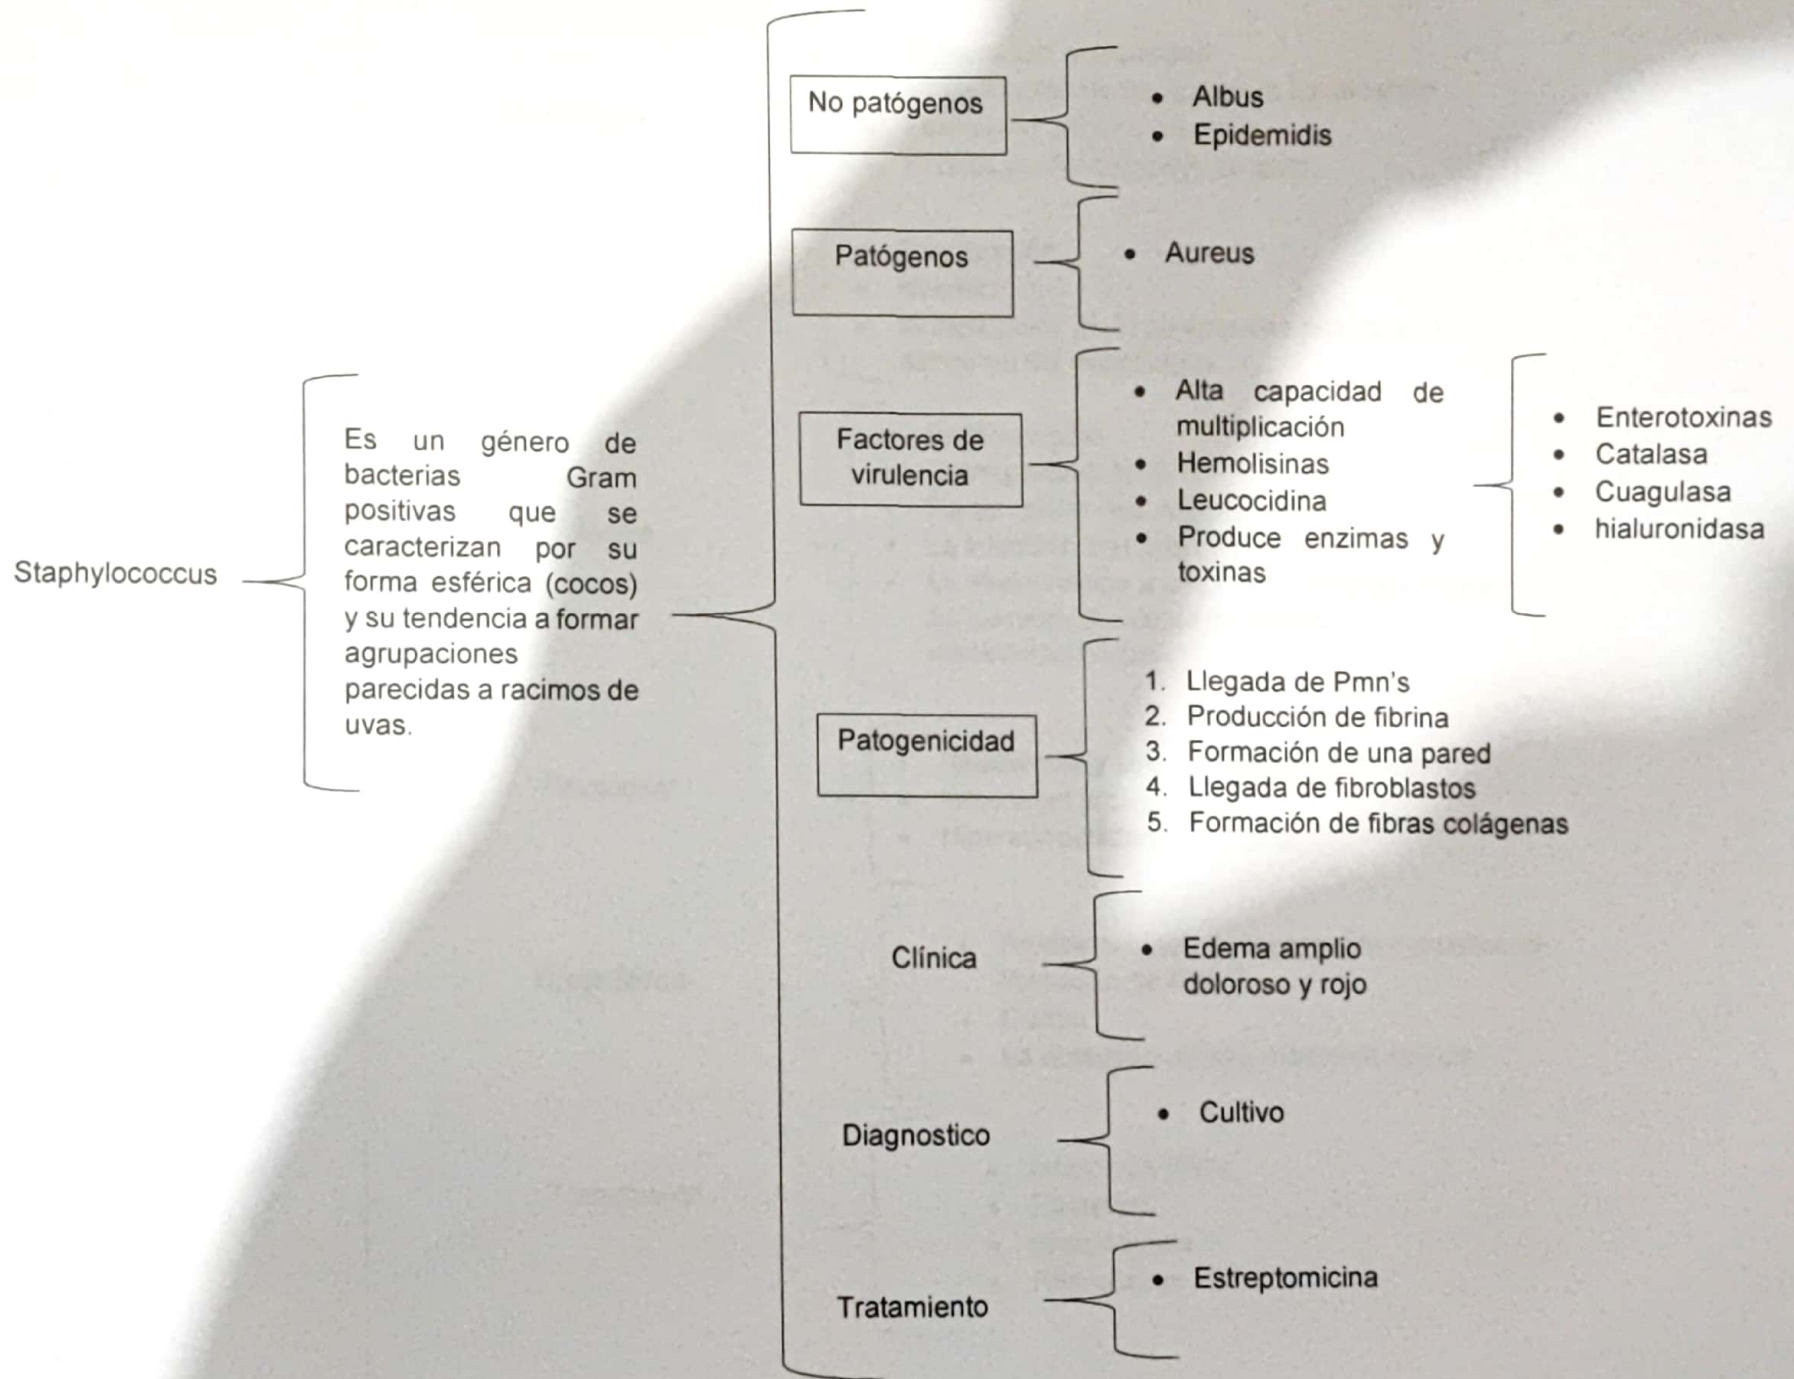 Staphylococcus
Es un género de
bacterias Gram
positivas que se
caracterizan por su
forma esférica (cocos)
y su tendencia a formar
agrupaciones
parecidas a racimos de
uvas.
No patógenos
• Albus
• Epidemidis
Patógenos
• Aureus
Factores de
virulencia
• Alta capacidad de
multiplicación
• Hemolisinas
• Leucocidina
• Produce enzimas y
toxinas
• Enterotoxinas
• Catalasa
• Cuagulasa
• hialuronidasa
Patogenicidad
1. Llegada de Pmn's
2. Producción de fibrina
3. Formación de una pared
4. Llegada de fibroblastos
5. Formación de fibras colágenas
Clínica
• Edema amplio
doloroso y rojo
Diagnostico
• Cultivo
Tratamiento
• Estreptomicina